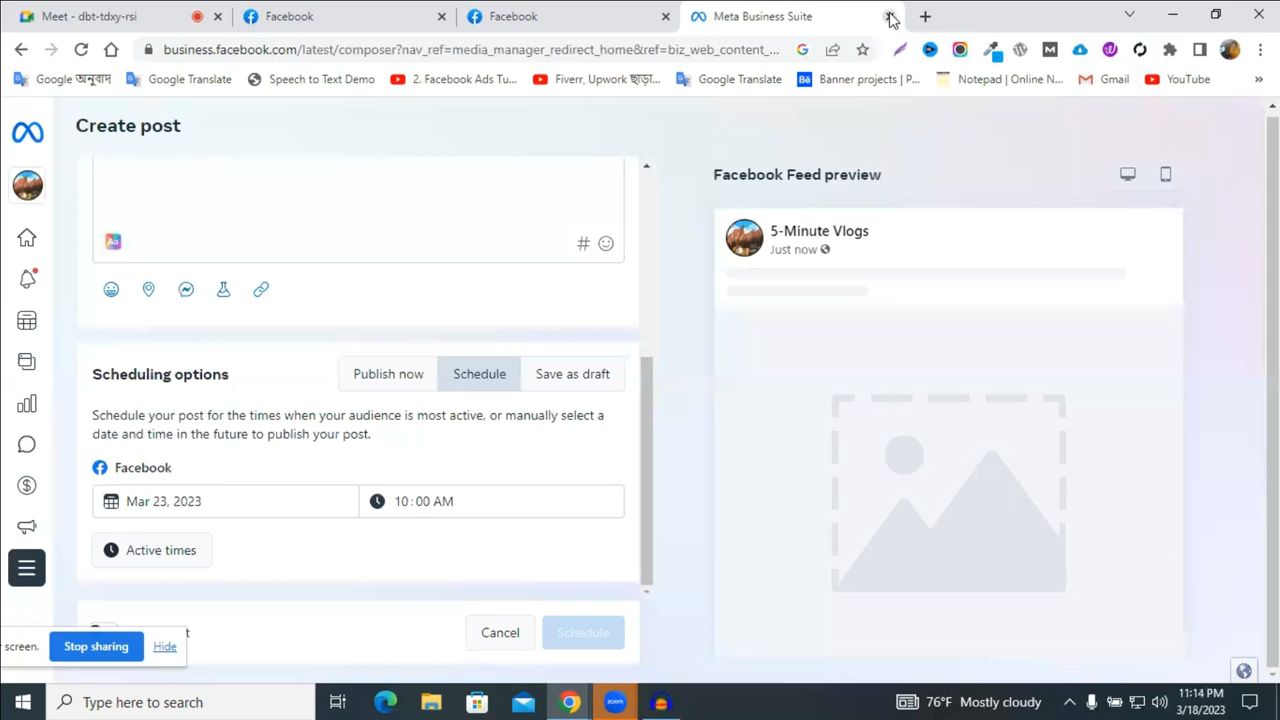 Meet - dbt-tdxy-rsi
Facebook
Facebook
Meta Business Suite
business.facebook.com/latest/composer?nav_ref=media_manager_redirect_home&ref=biz_web_content_...
Google অনুবাদ
Google Translate
Speech to Text Demo
2. Facebook Ads Tu...
Fiverr, Upwork ছাড়া...
Google Translate
Banner projects | P...
Notepad | Online N...
Gmail
YouTube
»
Create post
Facebook Feed preview
5-Minute Vlogs
Just now
Scheduling options
Publish now
Schedule
Save as draft
Schedule your post for the times when your audience is most active, or manually select a
date and time in the future to publish your post.
Facebook
Mar 23, 2023
10:00 AM
Active times
Cancel
Schedule
screen.
Stop sharing
Hide
Type here to search
zoom
76°F Mostly cloudy
11:14 PM
3/18/2023